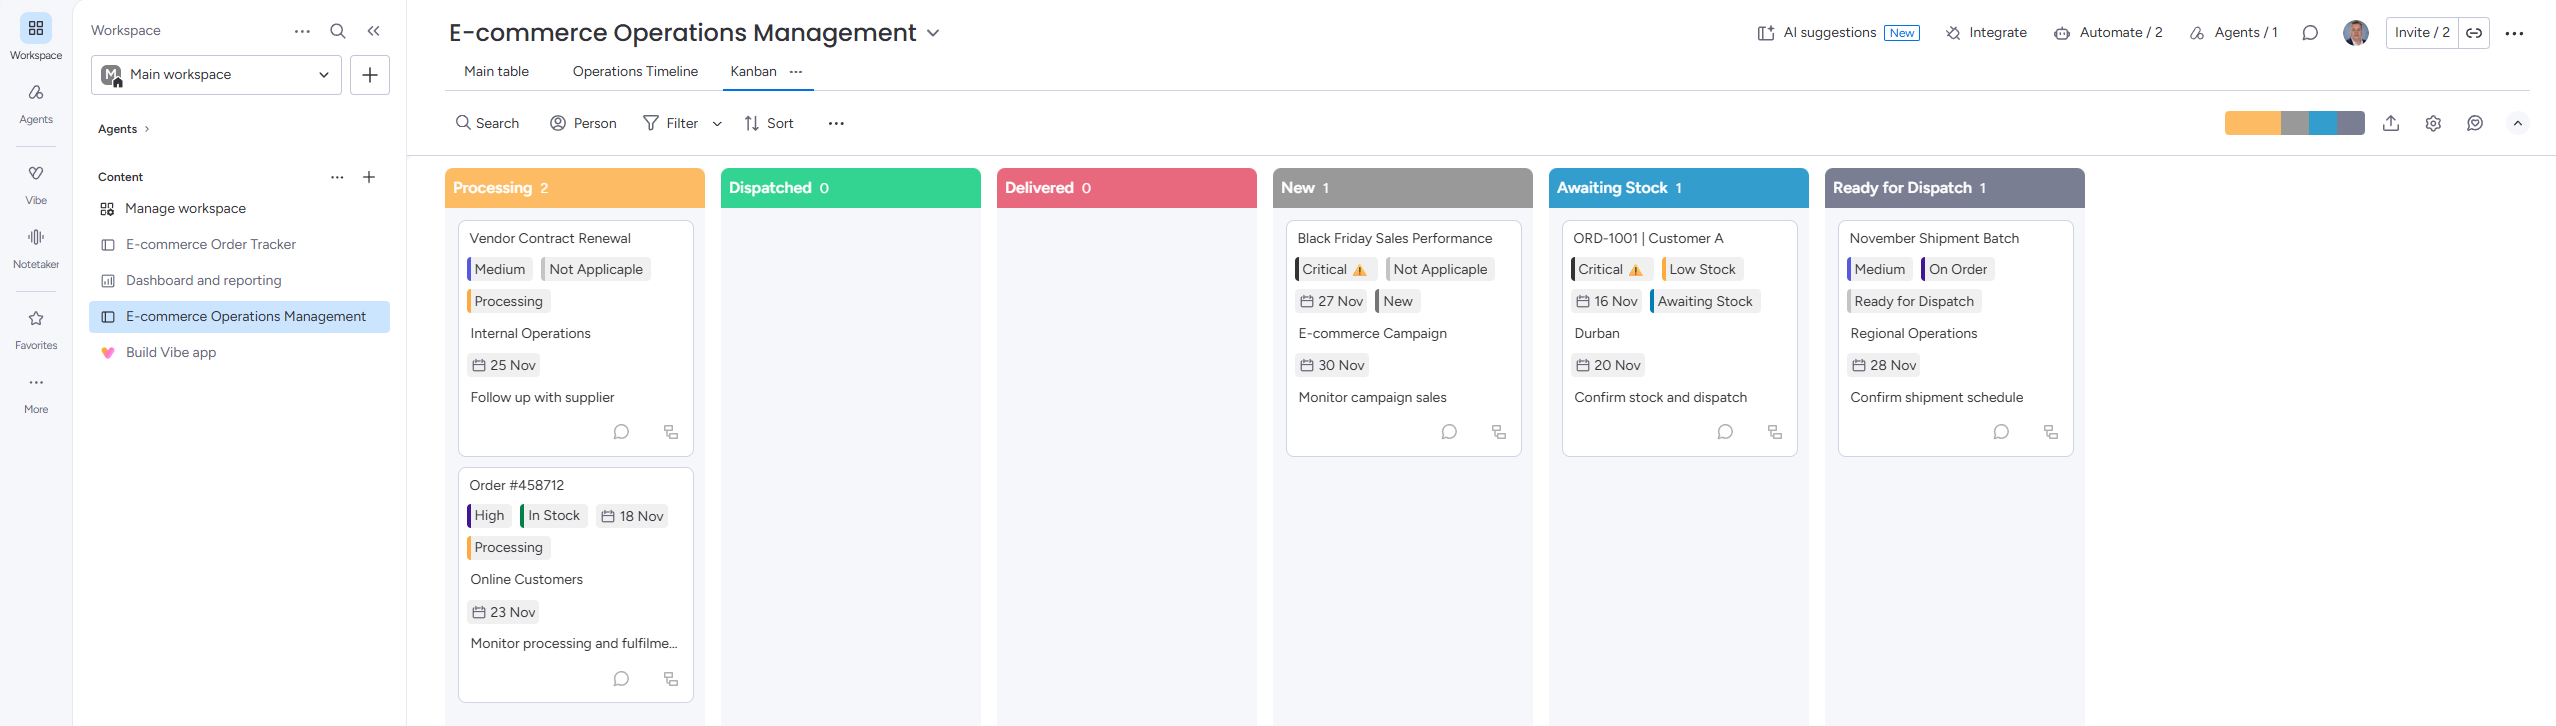 Workspace
Agents
Vibe
Notetaker
Favorites
More
Workspace
M Main workspace
Agents
Content
Manage workspace
E-commerce Order Tracker
Dashboard and reporting
E-commerce Operations Management
Build Vibe app
E-commerce Operations Management
AI suggestions New Integrate Automate / 2 Agents / 1 Invite / 2
Main table Operations Timeline Kanban
Search Person Filter Sort
Processing 2
Vendor Contract Renewal
Medium Not Applicaple
Processing
Internal Operations
25 Nov
Follow up with supplier
Order #458712
High In Stock 18 Nov
Processing
Online Customers
23 Nov
Monitor processing and fulfilme...
Dispatched 0
Delivered 0
New 1
Black Friday Sales Performance
Critical Not Applicaple
27 Nov New
E-commerce Campaign
30 Nov
Monitor campaign sales
Awaiting Stock 1
ORD-1001 | Customer A
Critical Low Stock
16 Nov Awaiting Stock
Durban
20 Nov
Confirm stock and dispatch
Ready for Dispatch 1
November Shipment Batch
Medium On Order
Ready for Dispatch
Regional Operations
28 Nov
Confirm shipment schedule